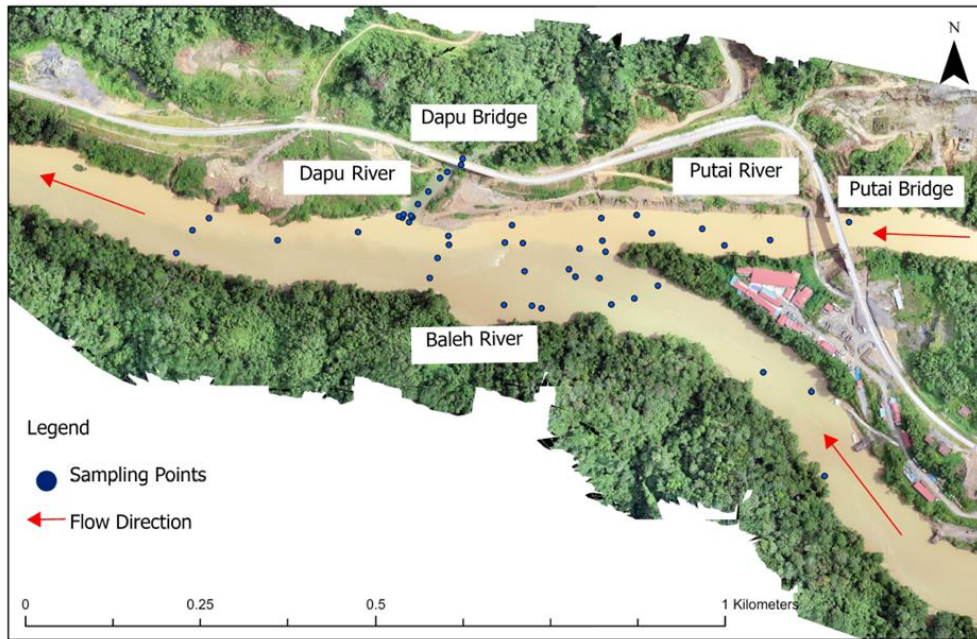 N
Dapu Bridge
Dapu River
Putai River
Putai Bridge
Baleh River
Legend
Sampling Points
Flow Direction
0
0.25
0.5
1 Kilometers